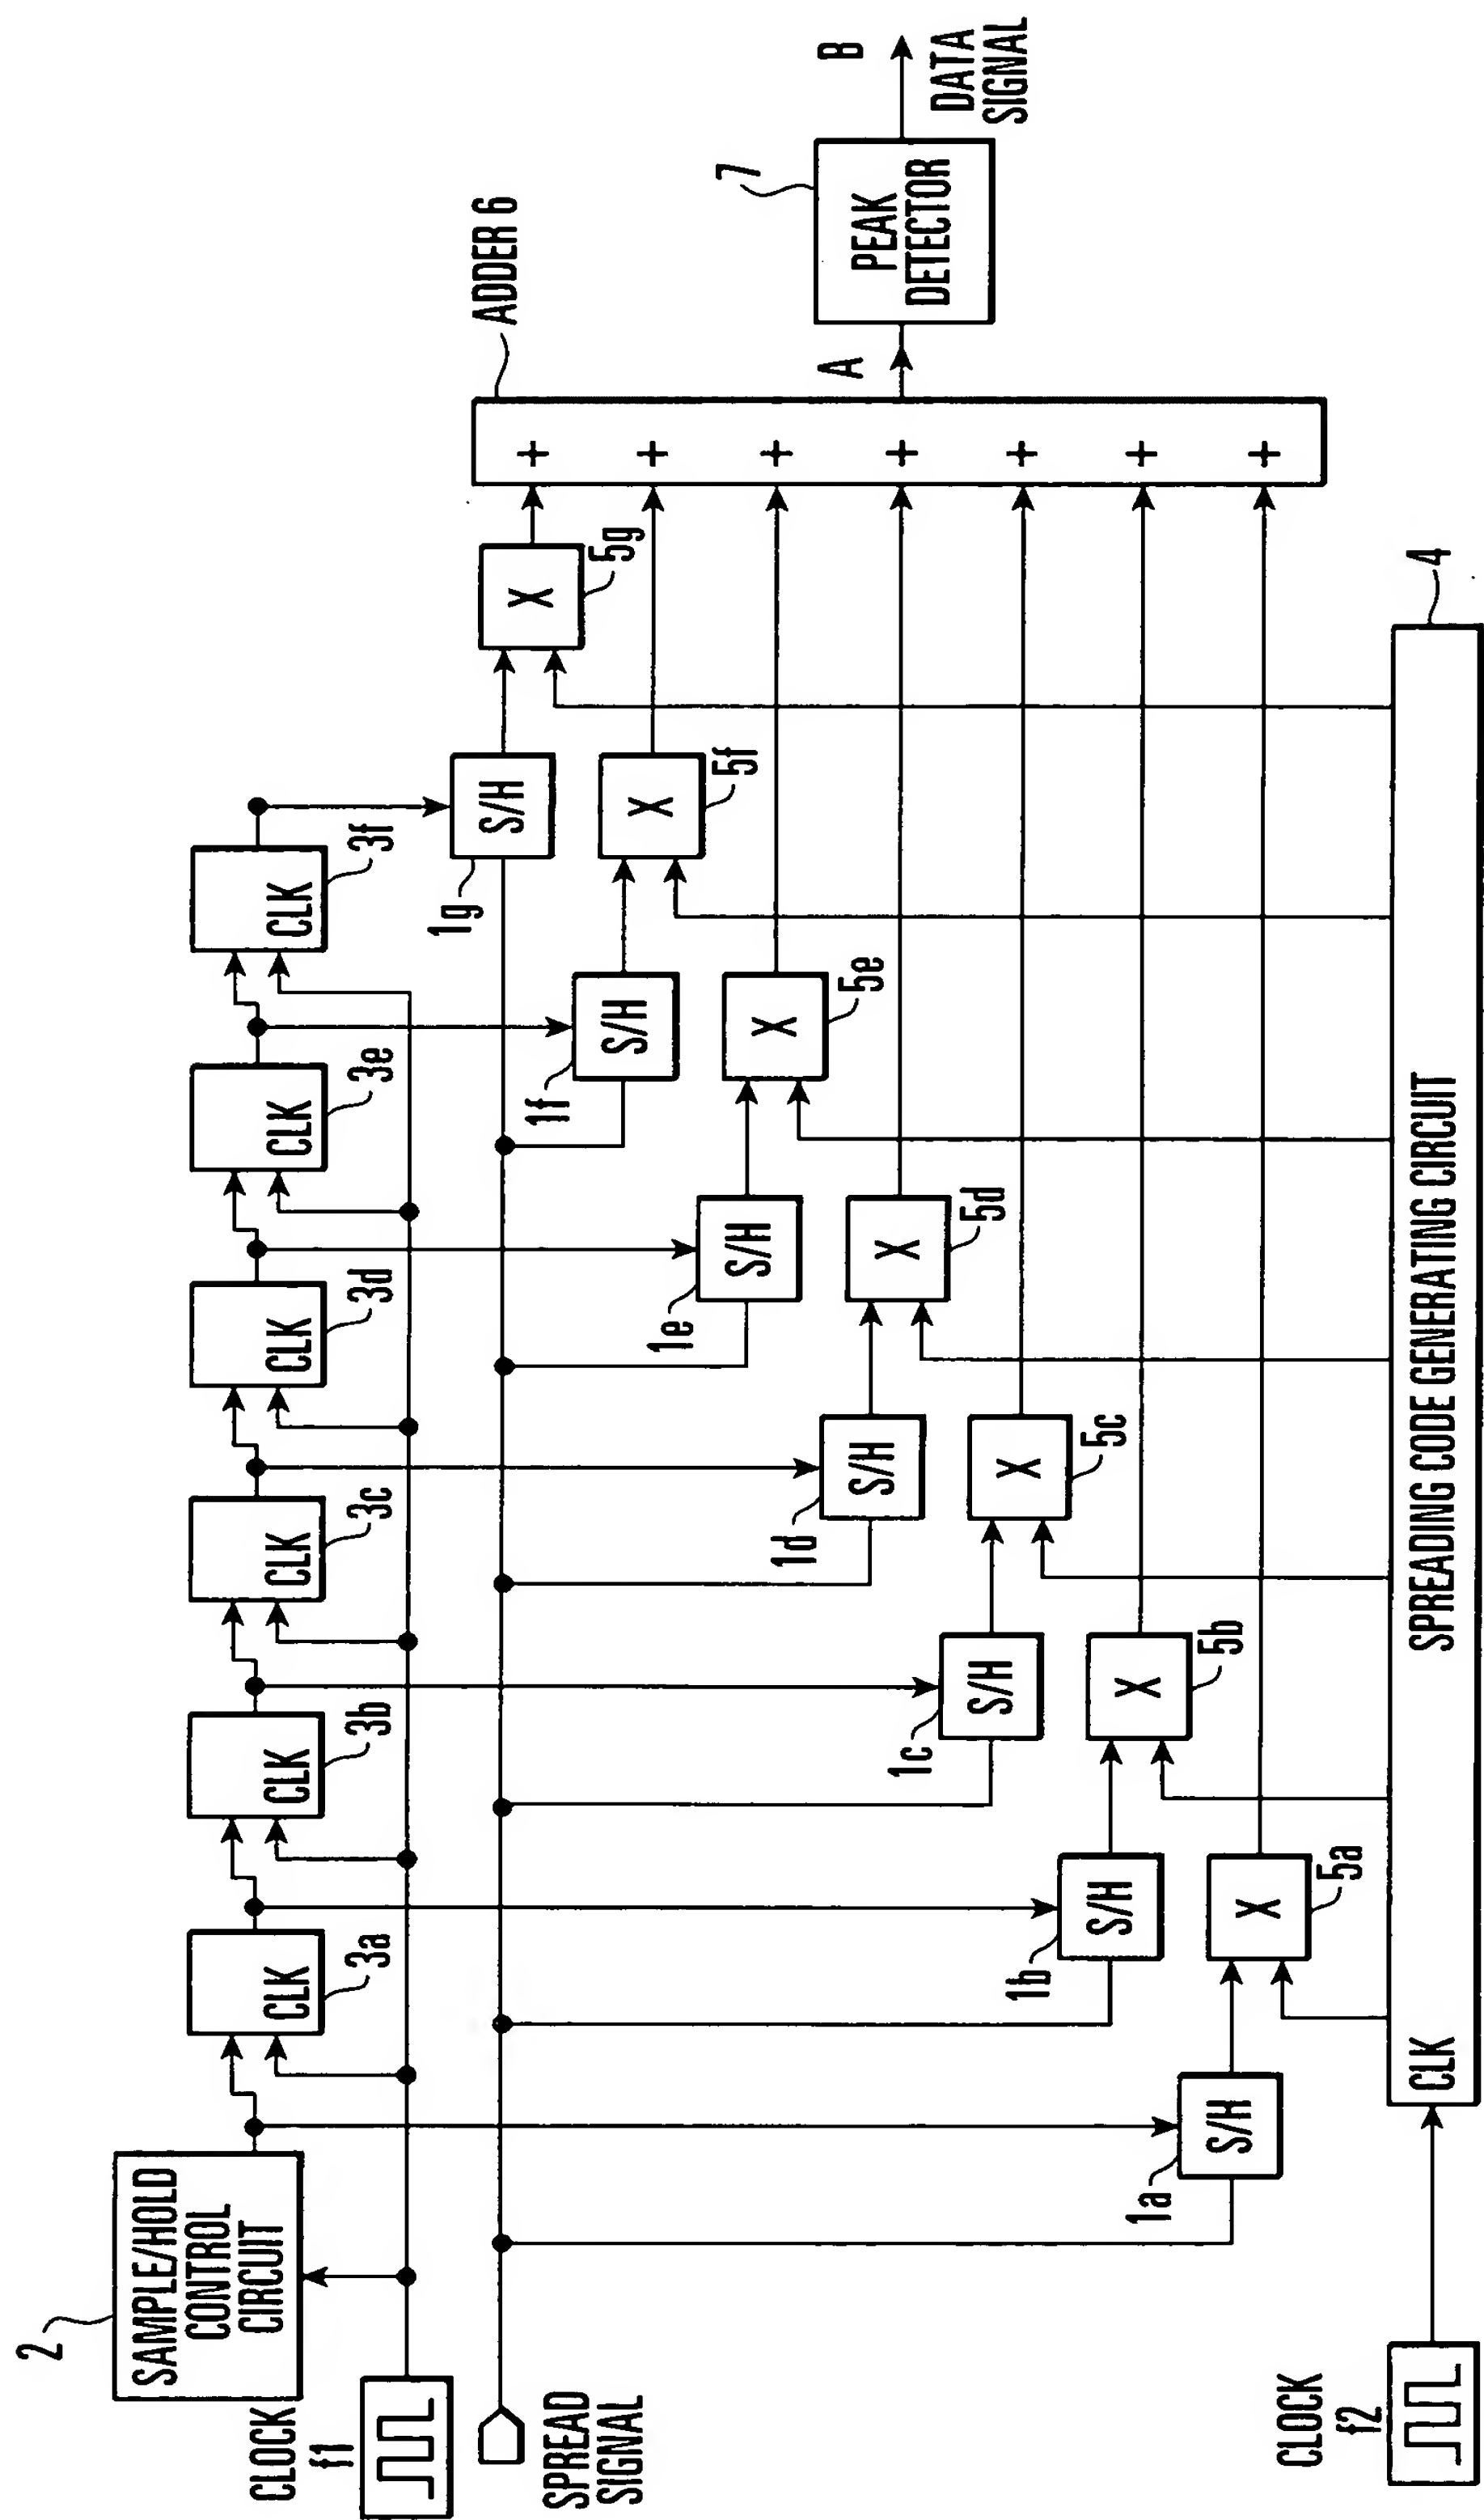 2
SAMPLE/HOLD
CONTROL
CIRCUIT
CLOCK
f1
SPREAD
SIGNAL
CLK
3a
CLK
3b
CLK
3c
CLK
3d
CLK
3e
CLK
3f
1a
S/H
1b
S/H
1c
S/H
1d
S/H
1e
S/H
1f
S/H
1g
S/H
X
5a
X
5b
X
5c
X
5d
X
5e
X
5f
X
5g
ADDER 6
+
+
+
+
+
+
+
A
7
PEAK
DETECTOR
B
DATA
SIGNAL
CLOCK
f2
CLK
SPREADING CODE GENERATING CIRCUIT
4